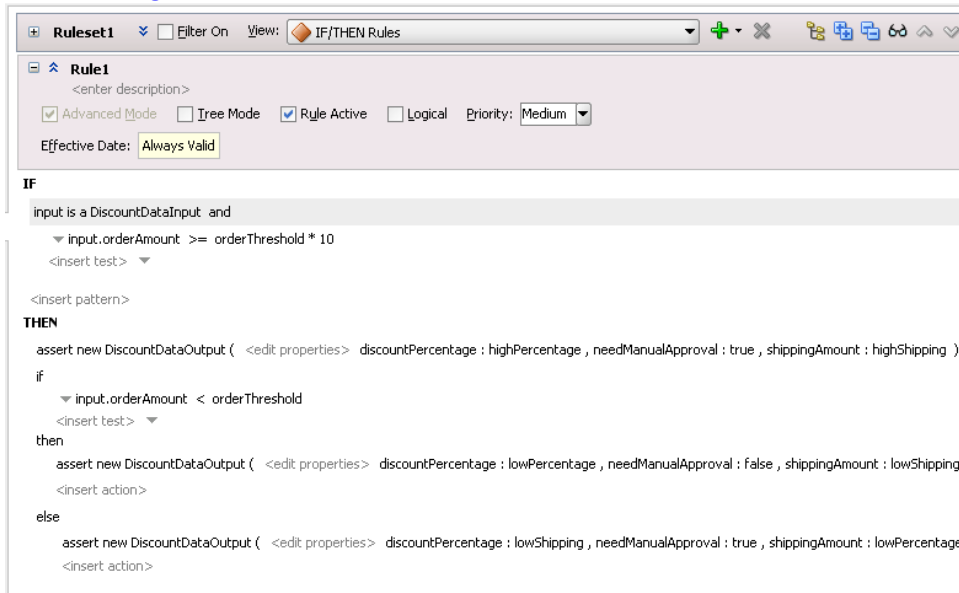 Ruleset1 Filter On View: IF/THEN Rules
Rule1
<enter description>
Advanced Mode Tree Mode Rule Active Logical Priority: Medium
Effective Date: Always Valid
IF
input is a DiscountDataInput and
input.orderAmount >= orderThreshold * 10
<insert test>
<insert pattern>
THEN
assert new DiscountDataOutput ( <edit properties> discountPercentage : highPercentage , needManualApproval : true , shippingAmount : highShipping )
if
input.orderAmount < orderThreshold
<insert test>
then
assert new DiscountDataOutput ( <edit properties> discountPercentage : lowPercentage , needManualApproval : false , shippingAmount : lowShipping
<insert action>
else
assert new DiscountDataOutput ( <edit properties> discountPercentage : lowShipping , needManualApproval : true , shippingAmount : lowPercentage
<insert action>